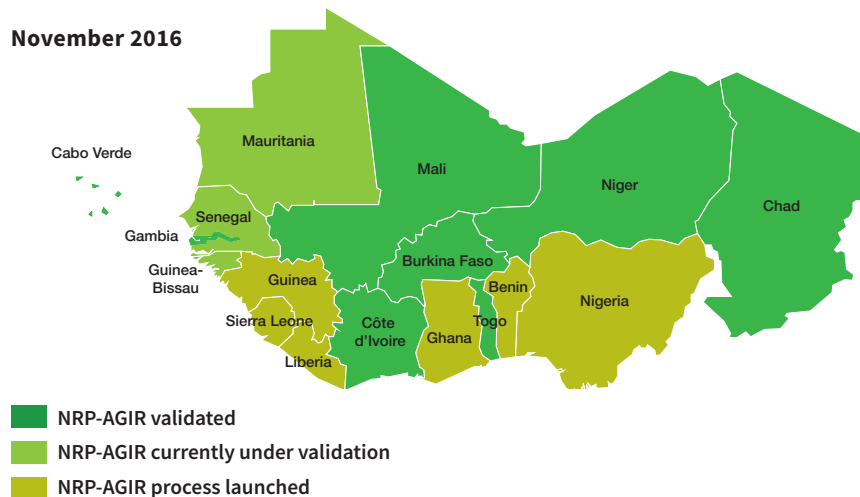 November 2016
Mauritania
Cabo Verde
Mali
Niger
Chad
Senegal
Gambia
Burkina Faso
Guinea-
Bissau
Guinea
Benin
Nigeria
Sierra Leone
Côte
d'Ivoire
Togo
Ghana
Liberia
NRP-AGIR validated
NRP-AGIR currently under validation
NRP-AGIR process launched